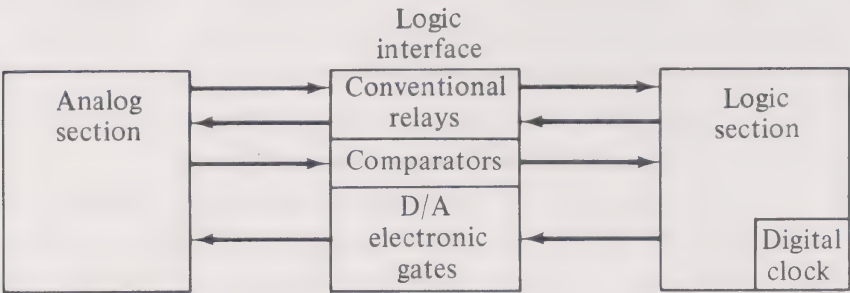 Logic
interface
Analog
section
Conventional
relays
Comparators
D/A
electronic
gates
Logic
section
Digital
clock